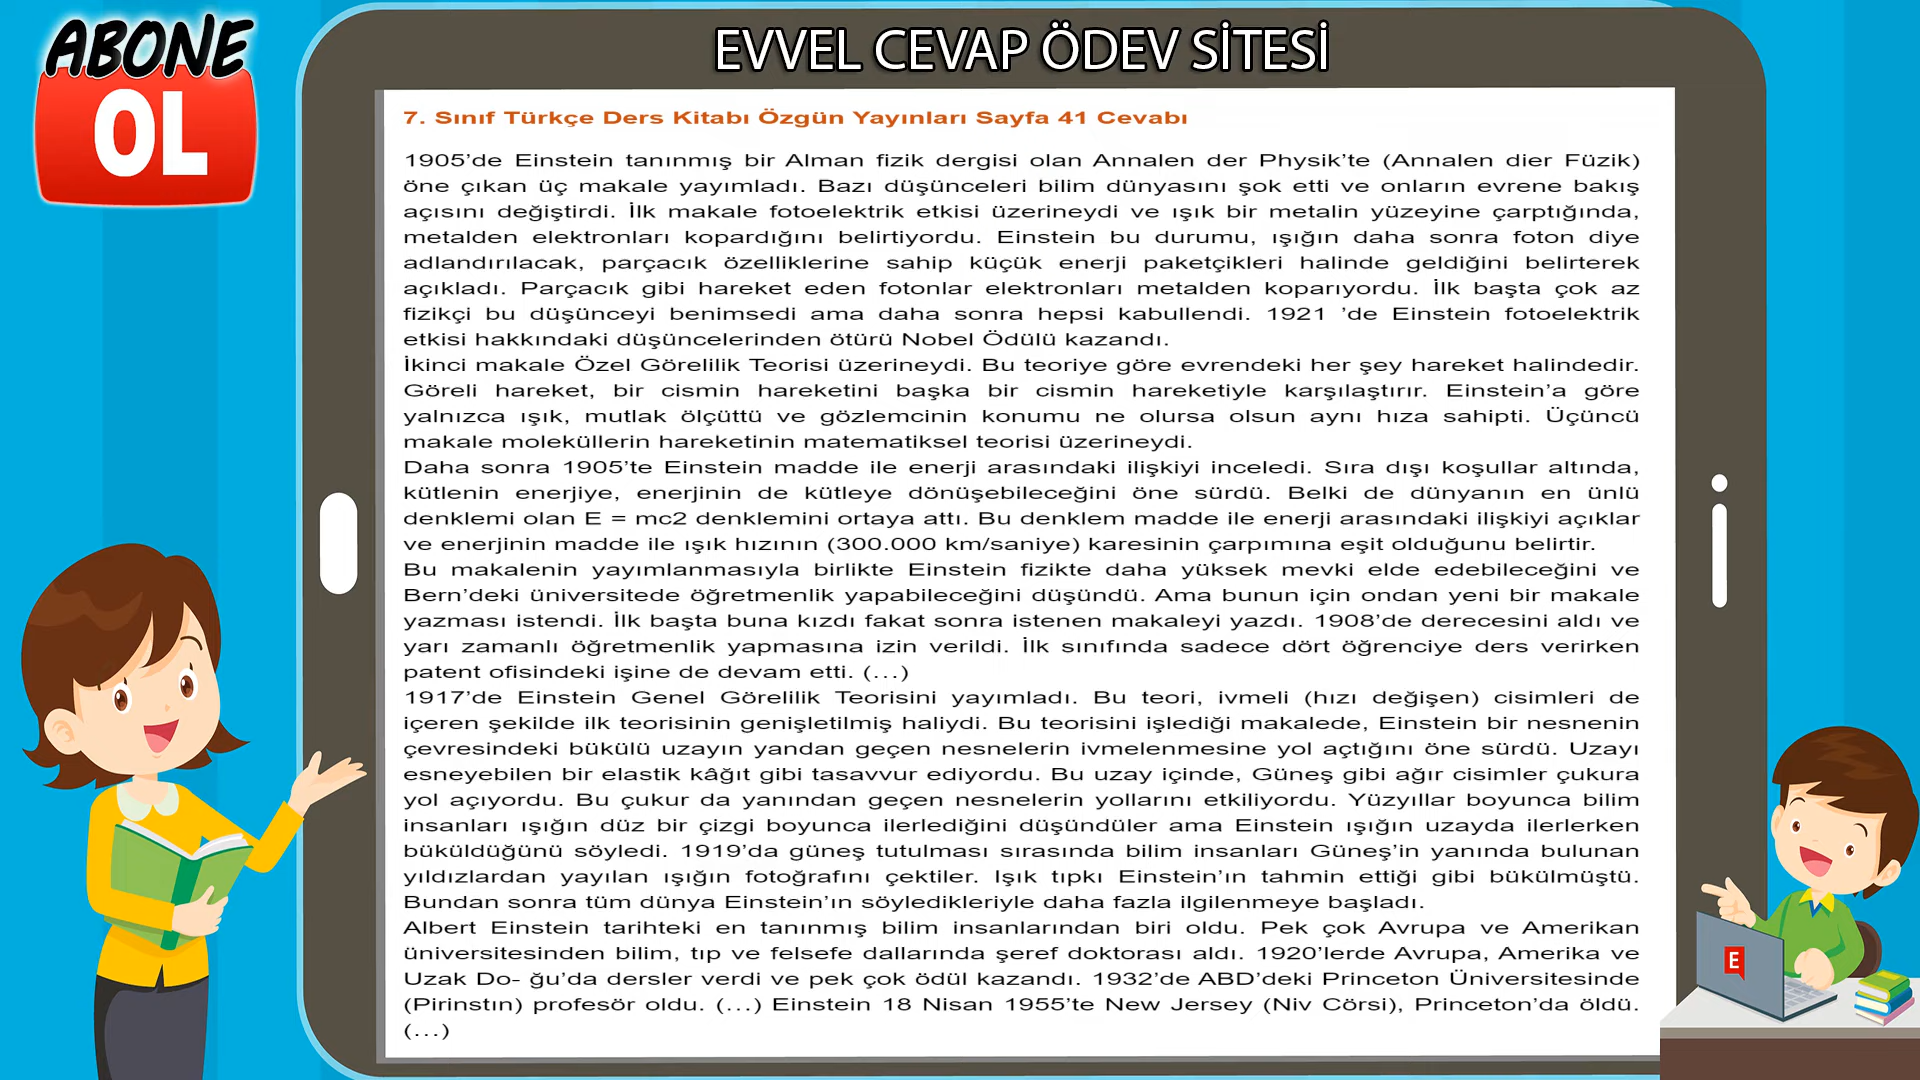 ABONE
OL
EVVEL CEVAP ÖDEV SİTESİ
7. Sınıf Türkçe Ders Kitabı Özgün Yayınları Sayfa 41 Cevabı
1905’de Einstein tanınmış bir Alman fizik dergisi olan Annalen der Physik’te (Annalen dier Füzik)
öne çıkan üç makale yayımladı. Bazı düşünceleri bilim dünyasını şok etti ve onların evrene bakış
açısını değiştirdi. İlk makale fotoelektrik etkisi üzerineydi ve ışık bir metalin yüzeyine çarptığında,
metalden elektronları kopardığını belirtiyordu. Einstein bu durumu, ışığın daha sonra foton diye
adlandırılacak, parçacık özelliklerine sahip küçük enerji paketçikleri halinde geldiğini belirterek
açıkladı. Parçacık gibi hareket eden fotonlar elektronları metalden koparıyordu. İlk başta çok az
fizikçi bu düşünceyi benimsedi ama daha sonra hepsi kabullendi. 1921 ’de Einstein fotoelektrik
etkisi hakkındaki düşüncelerinden ötürü Nobel Ödülü kazandı.
İkinci makale Özel Görelilik Teorisi üzerineydi. Bu teoriye göre evrendeki her şey hareket halindedir.
Göreli hareket, bir cismin hareketini başka bir cismin hareketiyle karşılaştırır. Einstein’a göre
yalnızca ışık, mutlak ölçüttü ve gözlemcinin konumu ne olursa olsun aynı hıza sahipti. Üçüncü
makale moleküllerin hareketinin matematiksel teorisi üzerineydi.
Daha sonra 1905’te Einstein madde ile enerji arasındaki ilişkiyi inceledi. Sıra dışı koşullar altında,
kütlenin enerjiye, enerjinin de kütleye dönüşebileceğini öne sürdü. Belki de dünyanın en ünlü
denklemi olan E = mc2 denklemini ortaya attı. Bu denklem madde ile enerji arasındaki ilişkiyi açıklar
ve enerjinin madde ile ışık hızının (300.000 km/saniye) karesinin çarpımına eşit olduğunu belirtir.
Bu makalenin yayımlanmasıyla birlikte Einstein fizikte daha yüksek mevki elde edebileceğini ve
Bern’deki üniversitede öğretmenlik yapabileceğini düşündü. Ama bunun için ondan yeni bir makale
yazması istendi. İlk başta buna kızdı fakat sonra istenen makaleyi yazdı. 1908’de derecesini aldı ve
yarı zamanlı öğretmenlik yapmasına izin verildi. İlk sınıfında sadece dört öğrenciye ders verirken
patent ofisindeki işine de devam etti. (…)
1917’de Einstein Genel Görelilik Teorisini yayımladı. Bu teori, ivmeli (hızı değişen) cisimleri de
içeren şekilde ilk teorisinin genişletilmiş haliydi. Bu teorisini işlediği makalede, Einstein bir nesnenin
çevresindeki bükülü uzayın yandan geçen nesnelerin ivmelenmesine yol açtığını öne sürdü. Uzayı
esneyebilen bir elastik kâğıt gibi tasavvur ediyordu. Bu uzay içinde, Güneş gibi ağır cisimler çukura
yol açıyordu. Bu çukur da yanından geçen nesnelerin yollarını etkiliyordu. Yüzyıllar boyunca bilim
insanları ışığın düz bir çizgi boyunca ilerlediğini düşündüler ama Einstein ışığın uzayda ilerlerken
büküldüğünü söyledi. 1919’da güneş tutulması sırasında bilim insanları Güneş’in yanında bulunan
yıldızlardan yayılan ışığın fotoğrafını çektiler. Işık tıpkı Einstein’ın tahmin ettiği gibi bükülmüştü.
Bundan sonra tüm dünya Einstein’ın söyledikleriyle daha fazla ilgilenmeye başladı.
Albert Einstein tarihteki en tanınmış bilim insanlarından biri oldu. Pek çok Avrupa ve Amerikan
üniversitesinden bilim, tıp ve felsefe dallarında şeref doktorası aldı. 1920’lerde Avrupa, Amerika ve
Uzak Do- ğu’da dersler verdi ve pek çok ödül kazandı. 1932’de ABD’deki Princeton Üniversitesinde
(Pirinstın) profesör oldu. (…) Einstein 18 Nisan 1955’te New Jersey (Niv Cörsi), Princeton’da öldü.
(…)
E